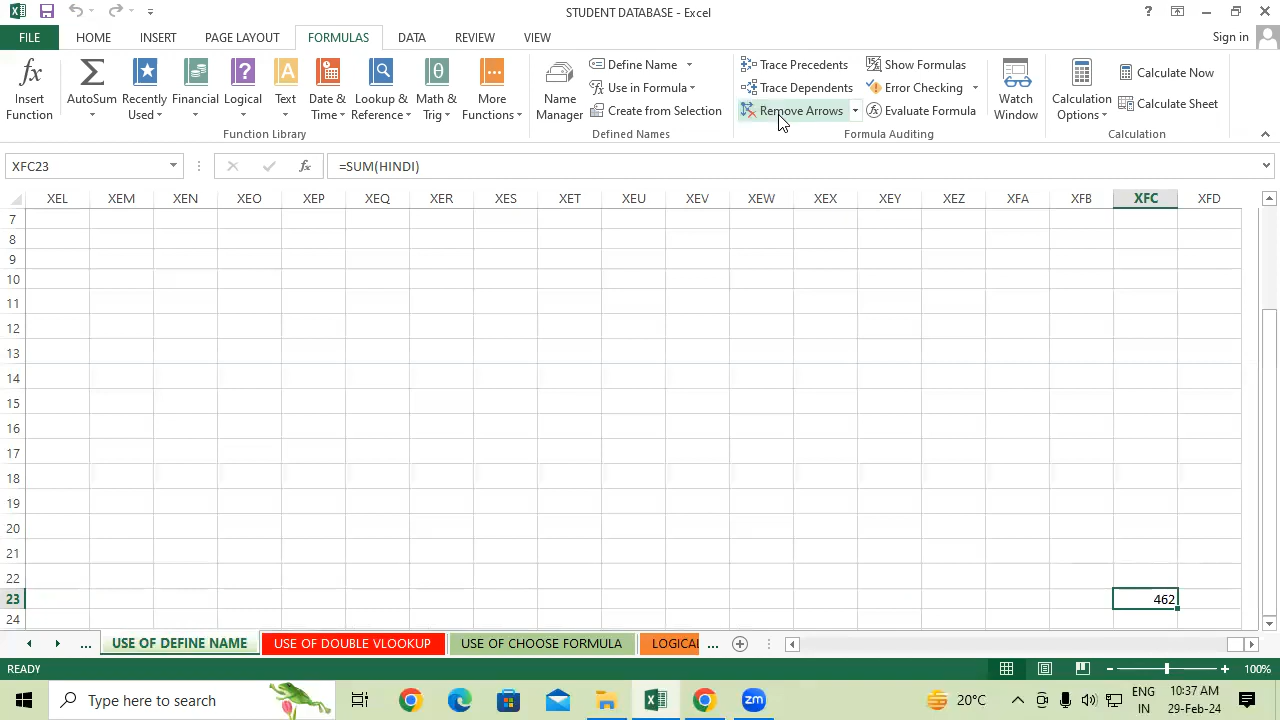 STUDENT DATABASE - Excel
FILE HOME INSERT PAGE LAYOUT FORMULAS DATA REVIEW VIEW Sign in
Insert Function
AutoSum
Recently Used
Financial
Logical
Text
Date & Time
Lookup & Reference
Math & Trig
More Functions
Function Library
Name Manager
Define Name
Use in Formula
Create from Selection
Defined Names
Trace Precedents
Trace Dependents
Remove Arrows
Show Formulas
Error Checking
Evaluate Formula
Formula Auditing
Watch Window
Calculation Options
Calculate Now
Calculate Sheet
Calculation
XFC23 fx =SUM(HINDI)
XEL XEM XEN XEO XEP XEQ XER XES XET XEU XEV XEW XEX XEY XEZ XFA XFB XFC XFD
7
8
9
10
11
12
13
14
15
16
17
18
19
20
21
22
23 462
24
... USE OF DEFINE NAME USE OF DOUBLE VLOOKUP USE OF CHOOSE FORMULA LOGICAL ...
READY 100%
Type here to search 20°C ENG IN 10:37 AM 29-Feb-24